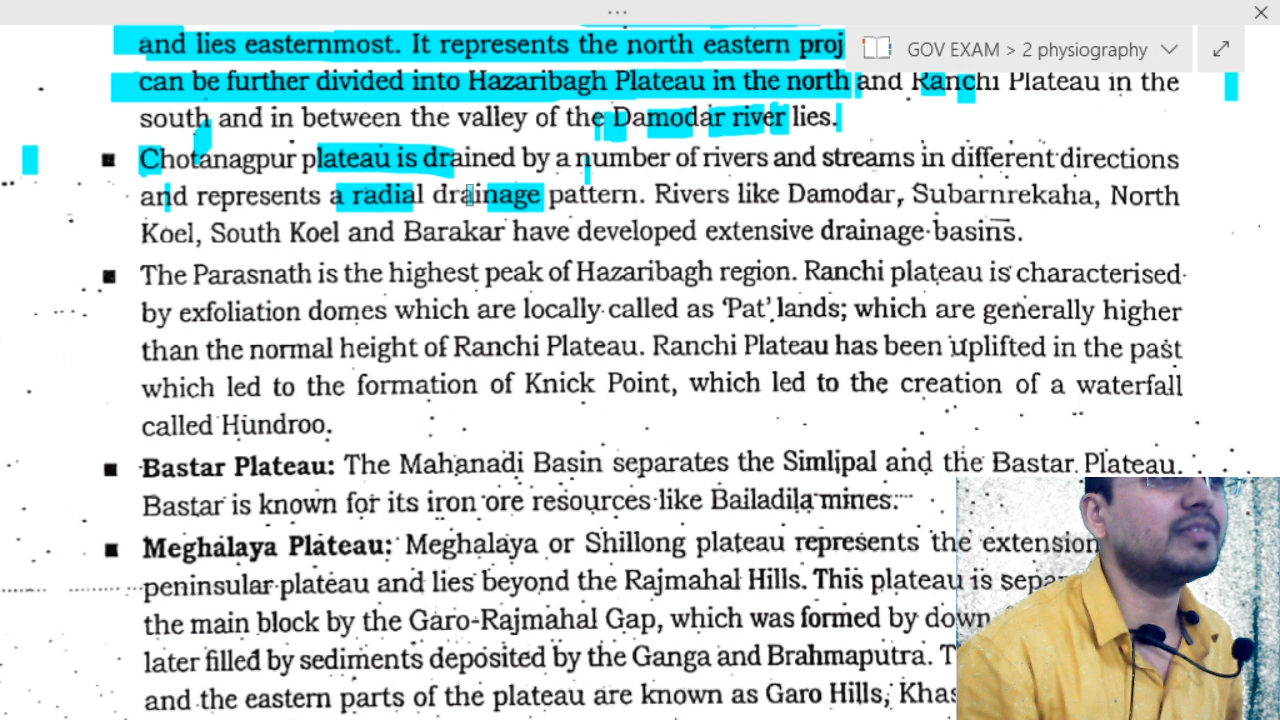 and lies easternmost. It represents the north eastern proj
GOV EXAM > 2 physiography
can be further divided into Hazaribagh Plateau in the north and Ranchi Plateau in the
south and in between the valley of the Damodar river lies.
■ Chotanagpur plateau is drained by a number of rivers and streams in different directions
and represents a radial drainage pattern. Rivers like Damodar, Subarnrekaha, North
Koel, South Koel and Barakar have developed extensive drainage basins.
■ The Parasnath is the highest peak of Hazaribagh region. Ranchi plateau is characterised
by exfoliation domes which are locally called as 'Pat' lands; which are generally higher
than the normal height of Ranchi Plateau. Ranchi Plateau has been uplifted in the past
which led to the formation of Knick Point, which led to the creation of a waterfall
called Hundroo.
■ Bastar Plateau: The Mahanadi Basin separates the Simlipal and the Bastar Plateau.
Bastar is known for its iron ore resources like Bailadila mines.
■ Meghalaya Plateau: Meghalaya or Shillong plateau represents the extension
peninsular plateau and lies beyond the Rajmahal Hills. This plateau is sepa
the main block by the Garo-Rajmahal Gap, which was formed by down
later filled by sediments deposited by the Ganga and Brahmaputra. T
and the eastern parts of the plateau are known as Garo Hills, Khas